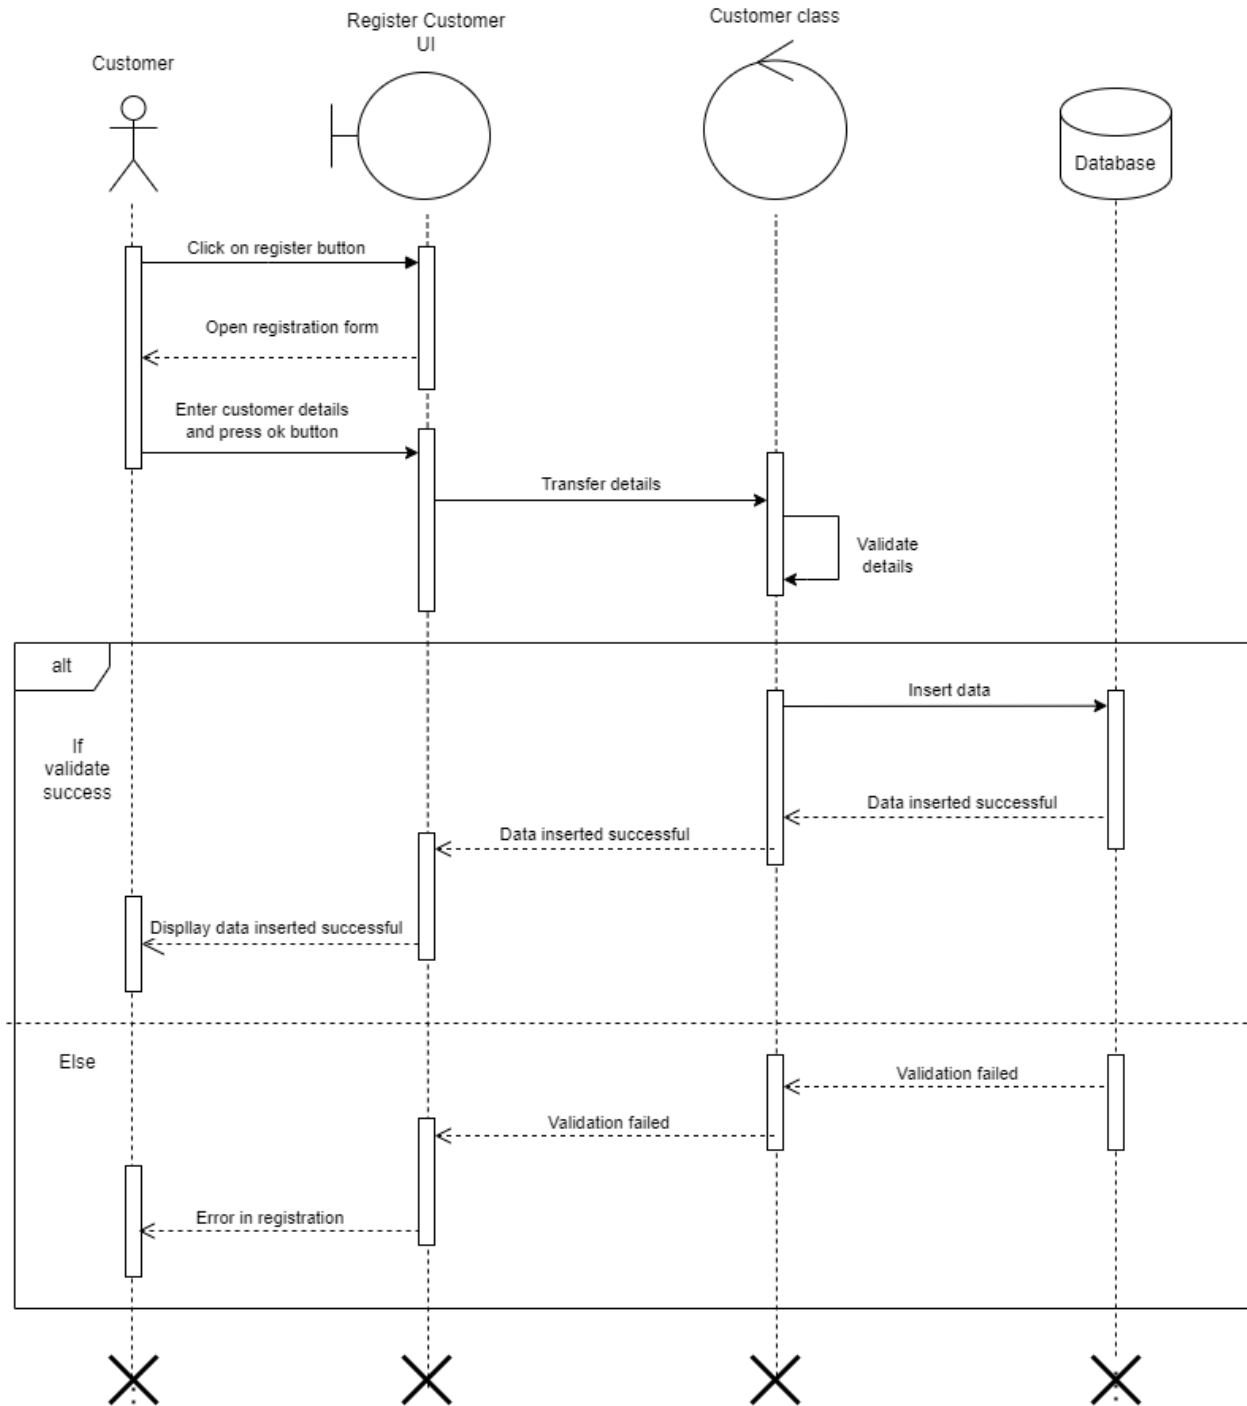 Customer
Register Customer
UI
Customer class
Database
Click on register button
Open registration form
Enter customer details
and press ok button
Transfer details
Validate
details
alt
If
validate
success
Insert data
Data inserted successful
Data inserted successful
Displlay data inserted successful
Else
Validation failed
Validation failed
Error in registration